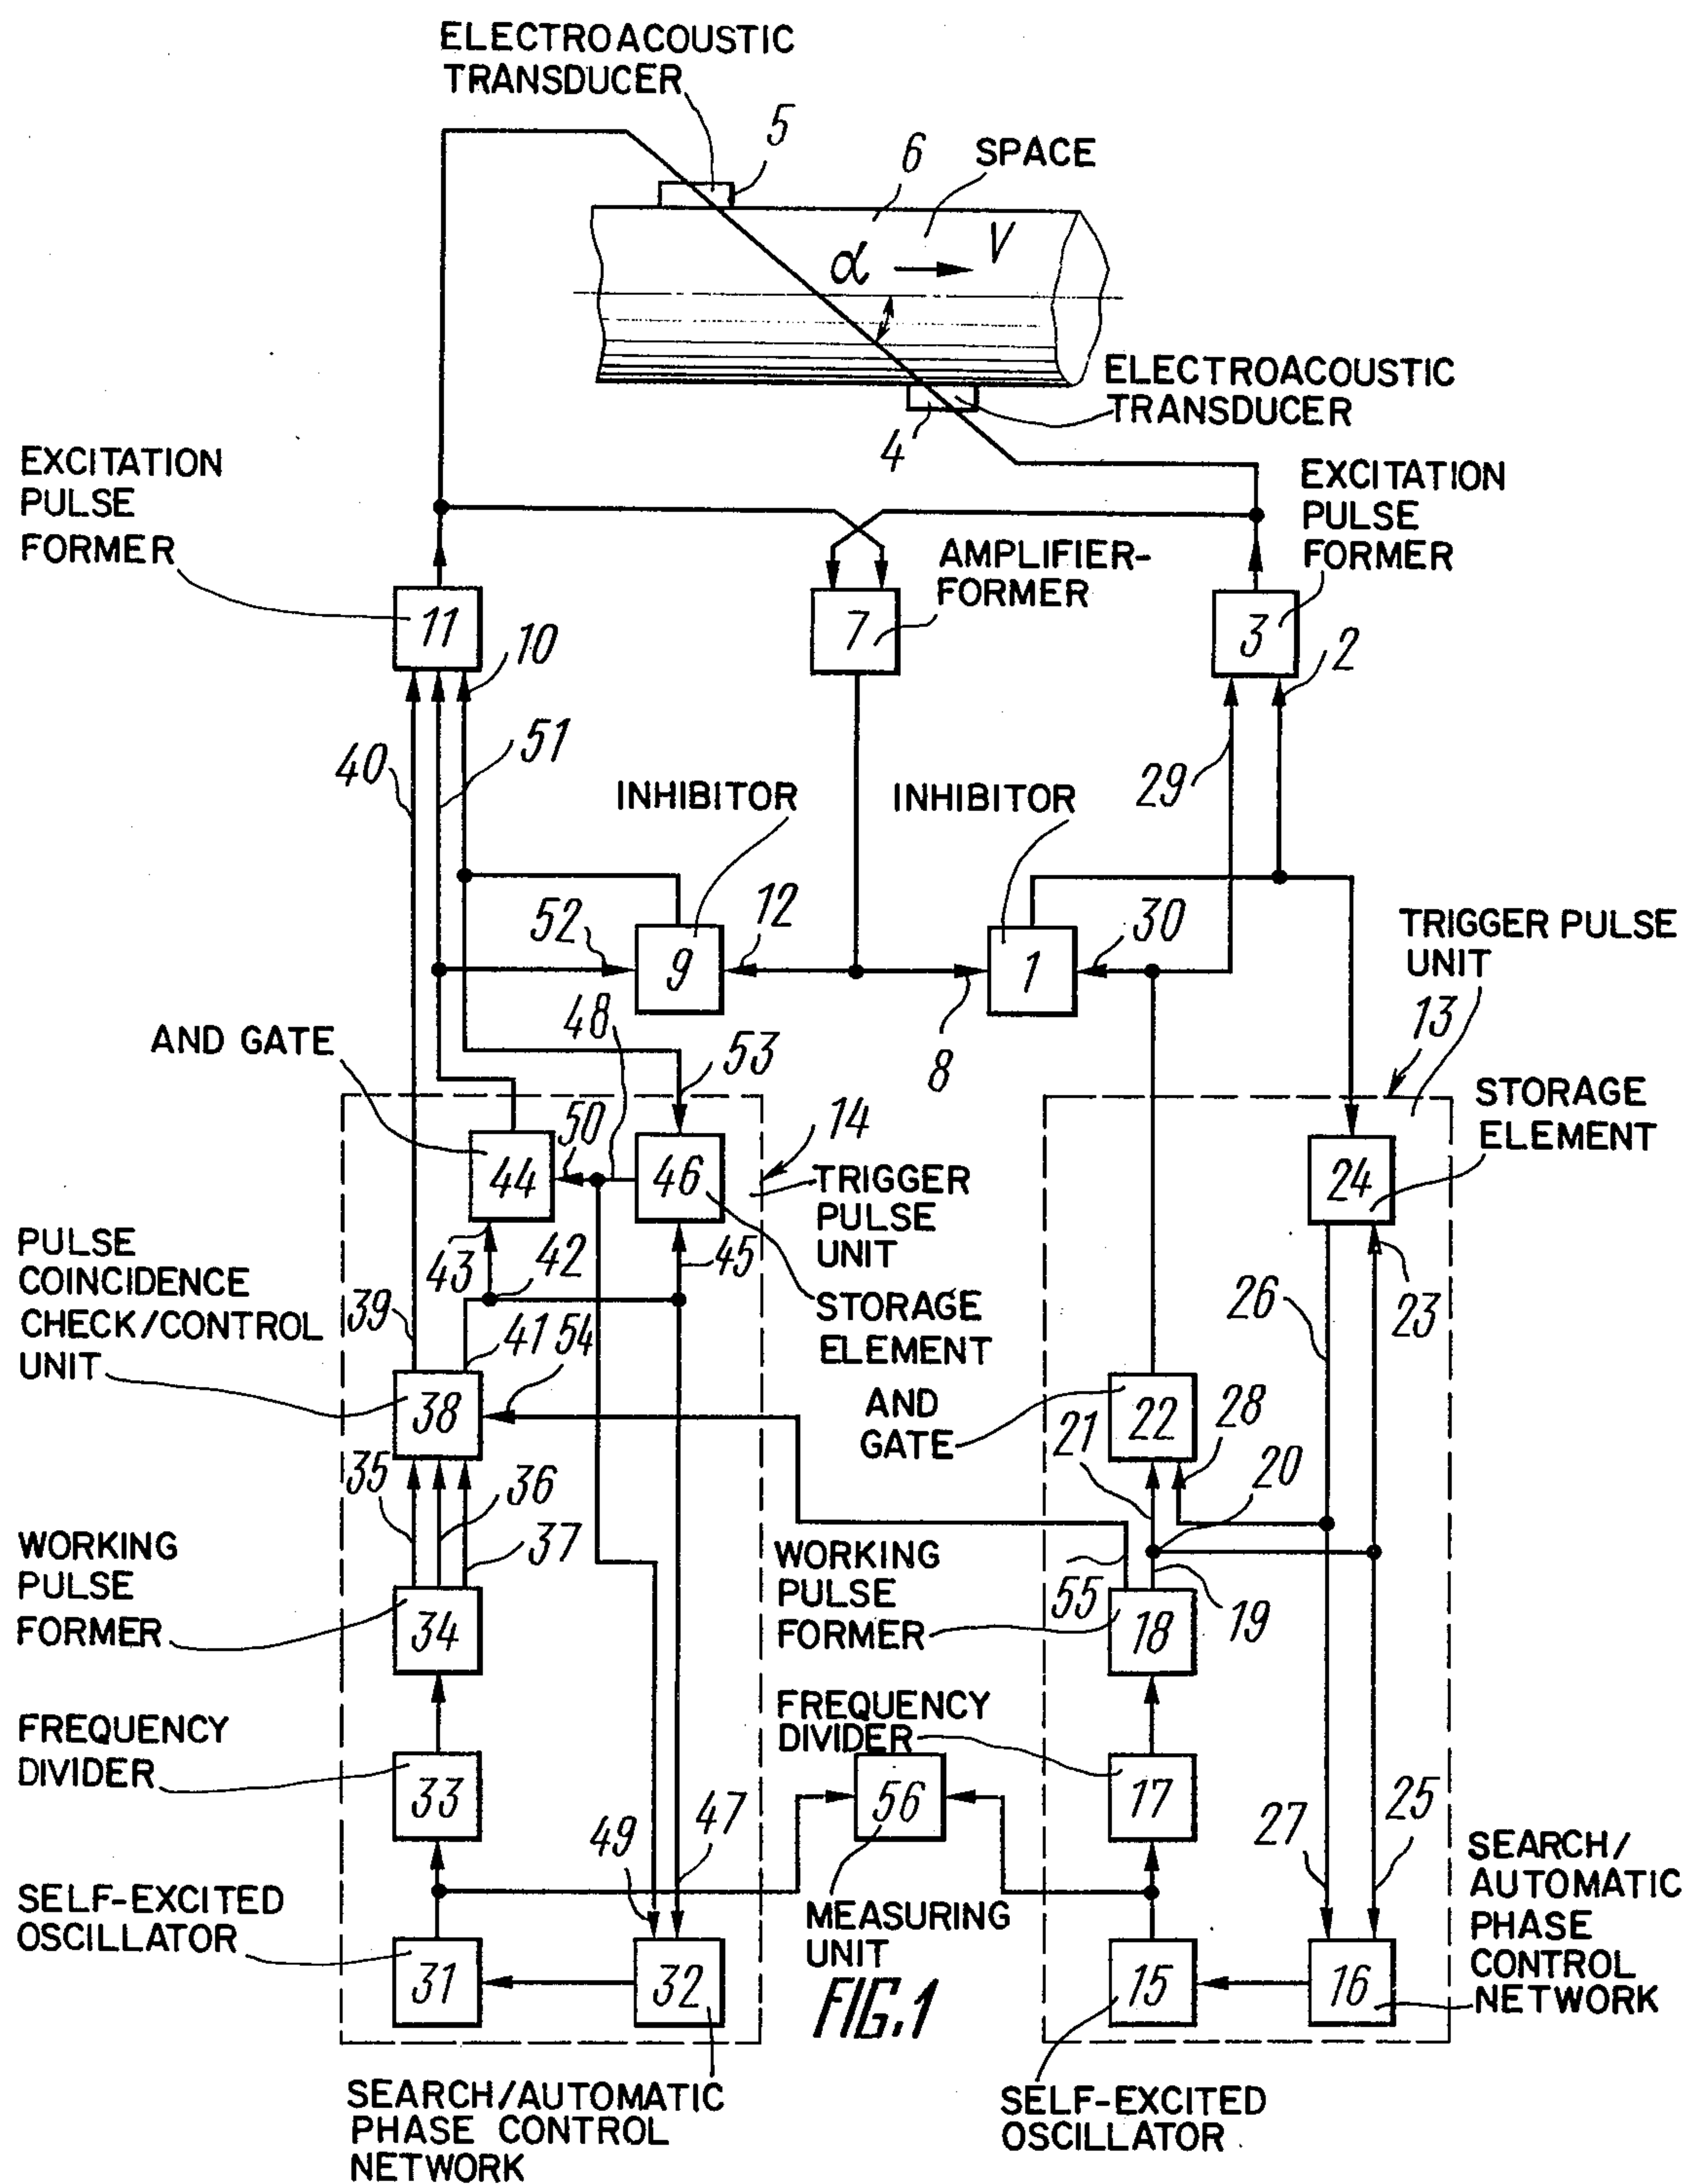 ELECTROACOUSTIC
TRANSDUCER
5
6
SPACE
α
V
ELECTROACOUSTIC
TRANSDUCER
4
EXCITATION
PULSE
FORMER
EXCITATION
PULSE
FORMER
AMPLIFIER-
FORMER
11
7
3
10
2
51
40
29
INHIBITOR
INHIBITOR
52
12
30
9
1
TRIGGER PULSE
UNIT
13
48
53
8
AND GATE
STORAGE
ELEMENT
50
14
44
46
24
TRIGGER
PULSE
UNIT
PULSE
COINCIDENCE
CHECK/CONTROL
UNIT
43
42
45
39
41
54
STORAGE
ELEMENT
26
23
38
AND
GATE
22
28
21
20
35
36
37
WORKING
PULSE
FORMER
WORKING
PULSE
FORMER
55
19
34
18
FREQUENCY
DIVIDER
FREQUENCY
DIVIDER
33
56
17
49
47
27
25
SEARCH/
AUTOMATIC
PHASE
CONTROL
NETWORK
SELF-EXCITED
OSCILLATOR
MEASURING
UNIT
31
32
15
16
FIG.1
SEARCH/AUTOMATIC
PHASE CONTROL
NETWORK
SELF-EXCITED
OSCILLATOR